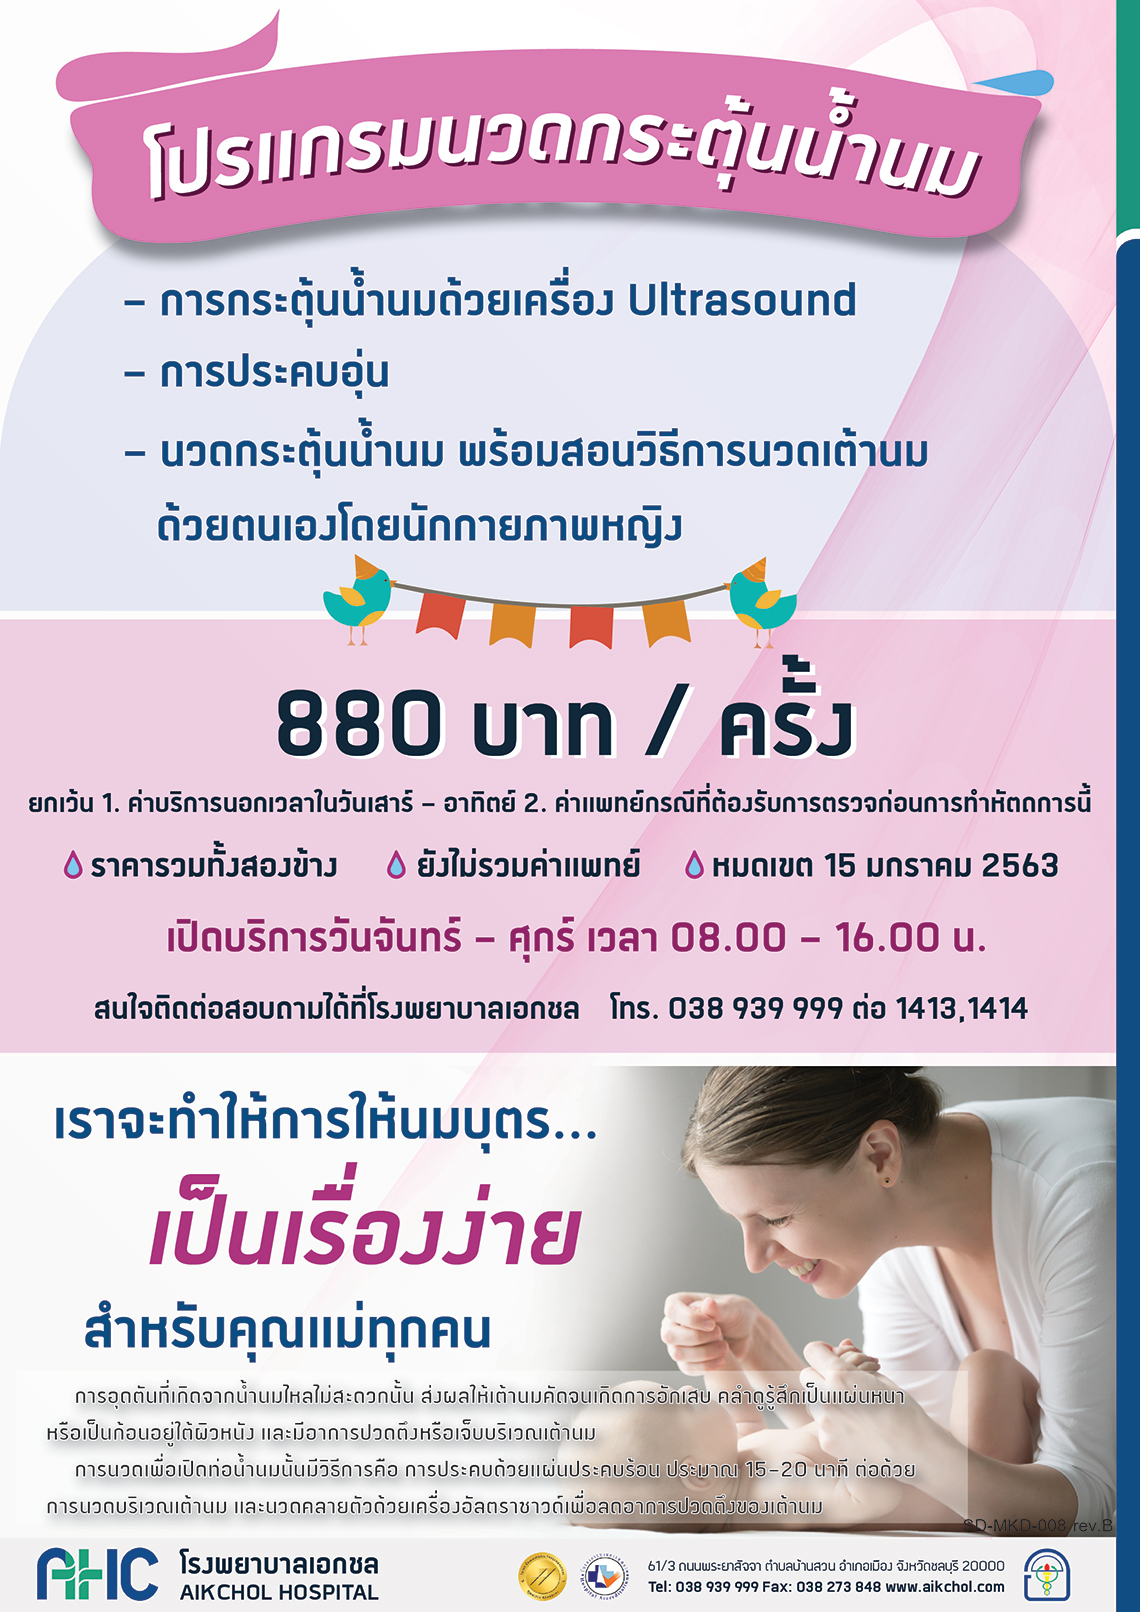 โปรแกรมนวดกระตุ้นน้ำนม
– การกระตุ้นน้ำนมด้วยเครื่อง Ultrasound
– การประคบอุ่น
– นวดกระตุ้นน้ำนม พร้อมสอนวิธีการนวดเต้านม
ด้วยตนเองโดยนักกายภาพหญิง
880 บาท / ครั้ง
ยกเว้น 1. ค่าบริการนอกเวลาในวันเสาร์ – อาทิตย์ 2. ค่าแพทย์กรณีที่ต้องรับการตรวจก่อนการทำหัตถการนี้
ราคารวมทั้งสองข้าง ยังไม่รวมค่าแพทย์ หมดเขต 15 มกราคม 2563
เปิดบริการวันจันทร์ – ศุกร์ เวลา 08.00 – 16.00 น.
สนใจติดต่อสอบถามได้ที่โรงพยาบาลเอกชล โทร. 038 939 999 ต่อ 1413,1414
เราจะทำให้การให้นมบุตร...
เป็นเรื่องง่าย
สำหรับคุณแม่ทุกคน
การอุดตันที่เกิดจากน้ำนมไหลไม่สะดวกนั้น ส่งผลให้เต้านมคัดจนเกิดการอักเสบ คลำดูรู้สึกเป็นแผ่นหนา
หรือเป็นก้อนอยู่ใต้ผิวหนัง และมีอาการปวดตึงหรือเจ็บบริเวณเต้านม
การนวดเพื่อเปิดท่อน้ำนมนั้นมีวิธีการคือ การประคบด้วยแผ่นประคบร้อน ประมาณ 15-20 นาที ต่อด้วย
การนวดบริเวณเต้านม และนวดคลายตัวด้วยเครื่องอัลตราซาวด์เพื่อลดอาการปวดตึงของเต้านม
SD-MKD-008 rev.B
AHC โรงพยาบาลเอกชล
AIKCHOL HOSPITAL
61/3 ถนนพระยาสัจจา ตำบลบ้านสวน อำเภอเมือง จังหวัดชลบุรี 20000
Tel: 038 939 999 Fax: 038 273 848 www.aikchol.com